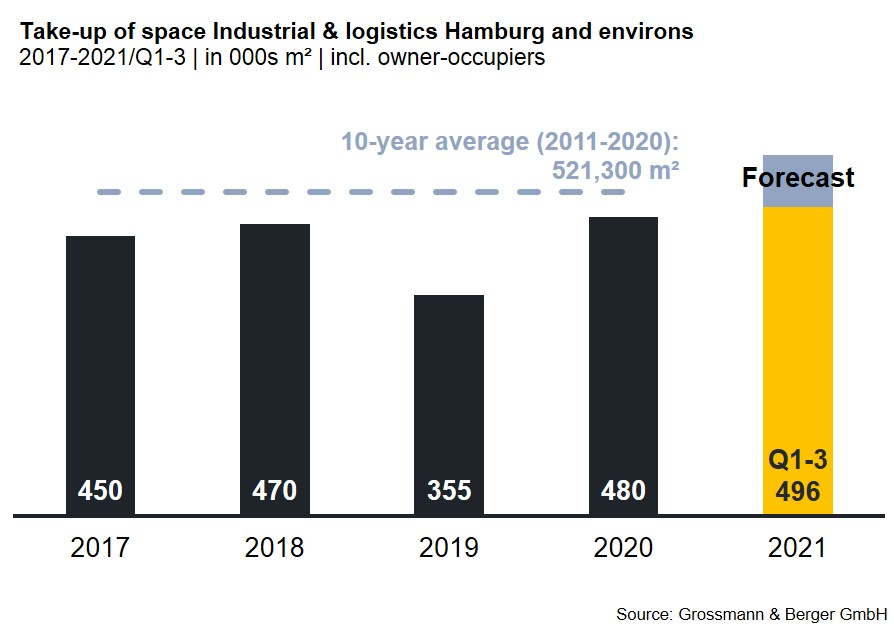 Take-up of space Industrial & logistics Hamburg and environs
2017-2021/Q1-3 | in 000s m² | incl. owner-occupiers
10-year average (2011-2020):
521,300 m²
Forecast
Q1-3
450 470 355 480 496
2017 2018 2019 2020 2021
Source: Grossmann & Berger GmbH